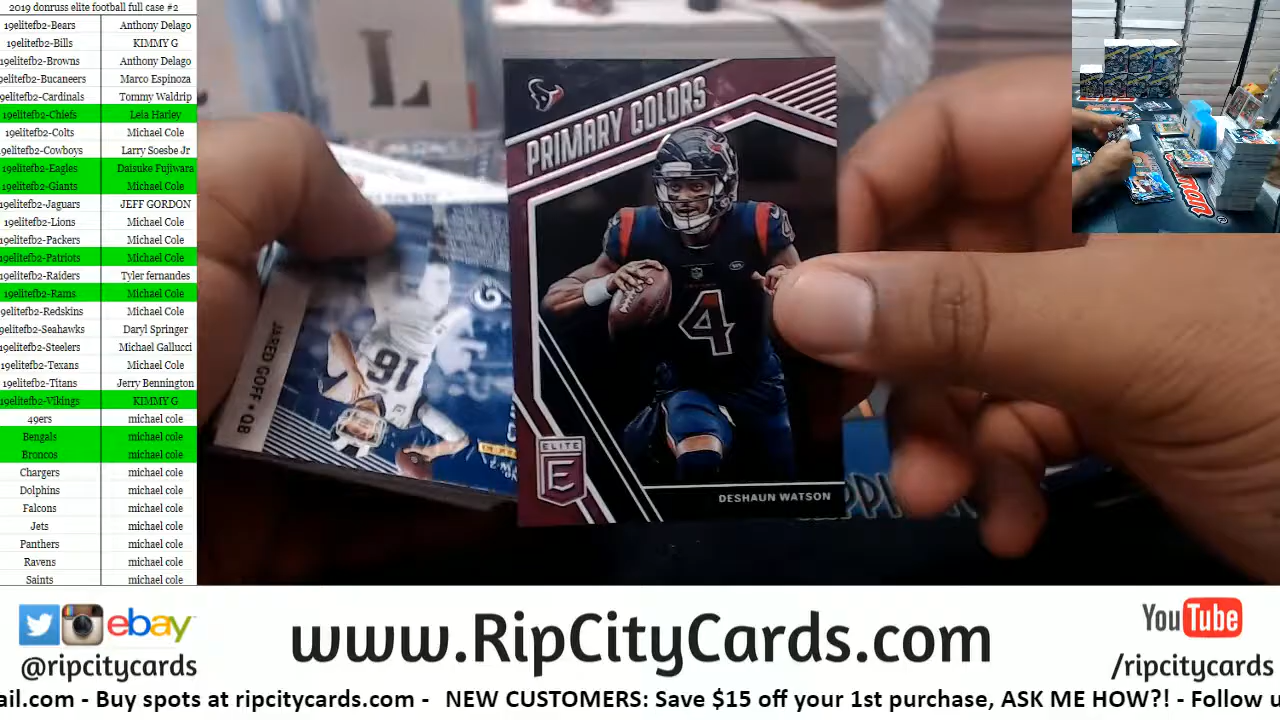 2019 donruss elite football full case #2
19elitefb2-Bears Anthony Delago
19elitefb2-Bills KIMMY G
19elitefb2-Browns Anthony Delago
9elitefb2-Bucaneers Marco Espinoza
9elitefb2-Cardinals Tommy Waldrip
19elitefb2-Chiefs Lela Harley
19elitefb2-Colts Michael Cole
9elitefb2-Cowboys Larry Soesbe Jr
19elitefb2-Eagles Daisuke Fujiwara
19elitefb2-Giants Michael Cole
19elitefb2-Jaguars JEFF GORDON
19elitefb2-Lions Michael Cole
19elitefb2-Packers Michael Cole
19elitefb2-Patriots Michael Cole
19elitefb2-Raiders Tyler fernandes
19elitefb2-Rams Michael Cole
9elitefb2-Redskins Michael Cole
9elitefb2-Seahawks Daryl Springer
19elitefb2-Steelers Michael Gallucci
19elitefb2-Texans Michael Cole
19elitefb2-Titans Jerry Bennington
19elitefb2-Vikings KIMMY G
49ers michael cole
Bengals michael cole
Broncos michael cole
Chargers michael cole
Dolphins michael cole
Falcons michael cole
Jets michael cole
Panthers michael cole
Ravens michael cole
Saints michael cole
L
PRIMARY COLORS
4
ELITE
E
DESHAUN WATSON
JARED GOFF • QB
16
ebay
@ripcitycards
www.RipCityCards.com
YouTube
/ripcitycards
ail.com - Buy spots at ripcitycards.com - NEW CUSTOMERS: Save $15 off your 1st purchase, ASK ME HOW?! - Follow u